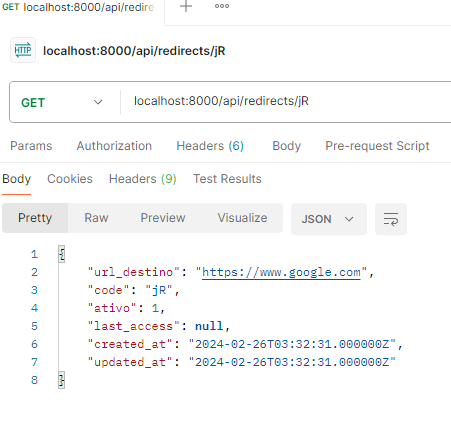 GET localhost:8000/api/redire
HTTP localhost:8000/api/redirects/jR
GET localhost:8000/api/redirects/jR
Params Authorization Headers (6) Body Pre-request Script
Body Cookies Headers (9) Test Results
Pretty Raw Preview Visualize JSON
1 {
2 "url_destino": "https://www.google.com",
3 "code": "jR",
4 "ativo": 1,
5 "last_access": null,
6 "created_at": "2024-02-26T03:32:31.000000Z",
7 "updated_at": "2024-02-26T03:32:31.000000Z"
8 }